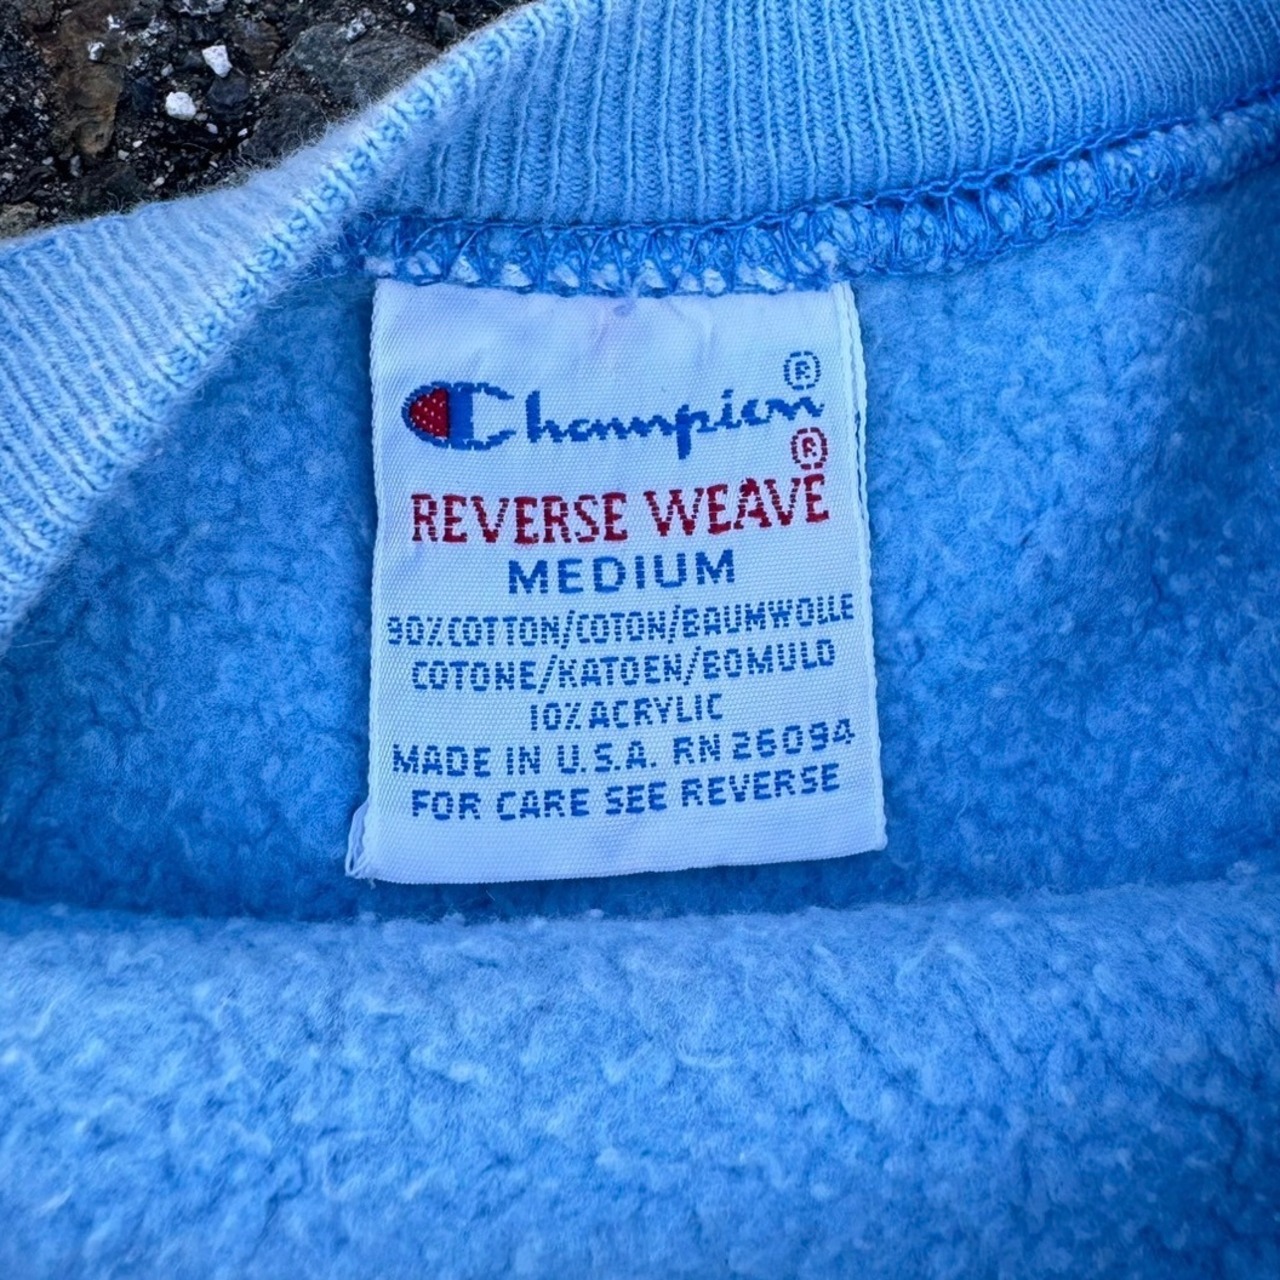 Champion®
REVERSE WEAVE®
MEDIUM
90% COTTON/COTON/BAUMWOLLE
COTONE/KATOEN/BOMULD
10% ACRYLIC
MADE IN U.S.A. RN 26094
FOR CARE SEE REVERSE